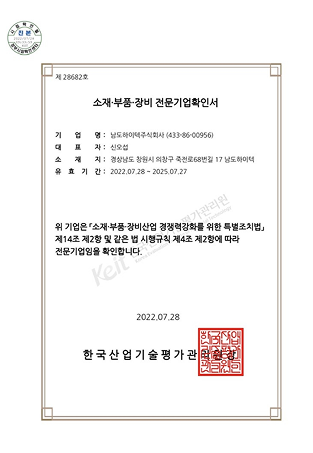 진본
제 28682호
소재·부품·장비 전문기업확인서
기 업 명 : 남도하이텍주식회사 (433-86-00956)
대 표 자 : 신오섭
소 재 지 : 경상남도 창원시 의창구 죽전로68번길 17 남도하이텍
유 효 기 간 : 2022.07.28 ~ 2025.07.27
위 기업은 「소재·부품·장비산업 경쟁력강화를 위한 특별조치법」
제14조 제2항 및 같은 법 시행규칙 제4조 제2항에 따라
전문기업임을 확인합니다.
Keit
2022.07.28
한국산업기술평가관리원장